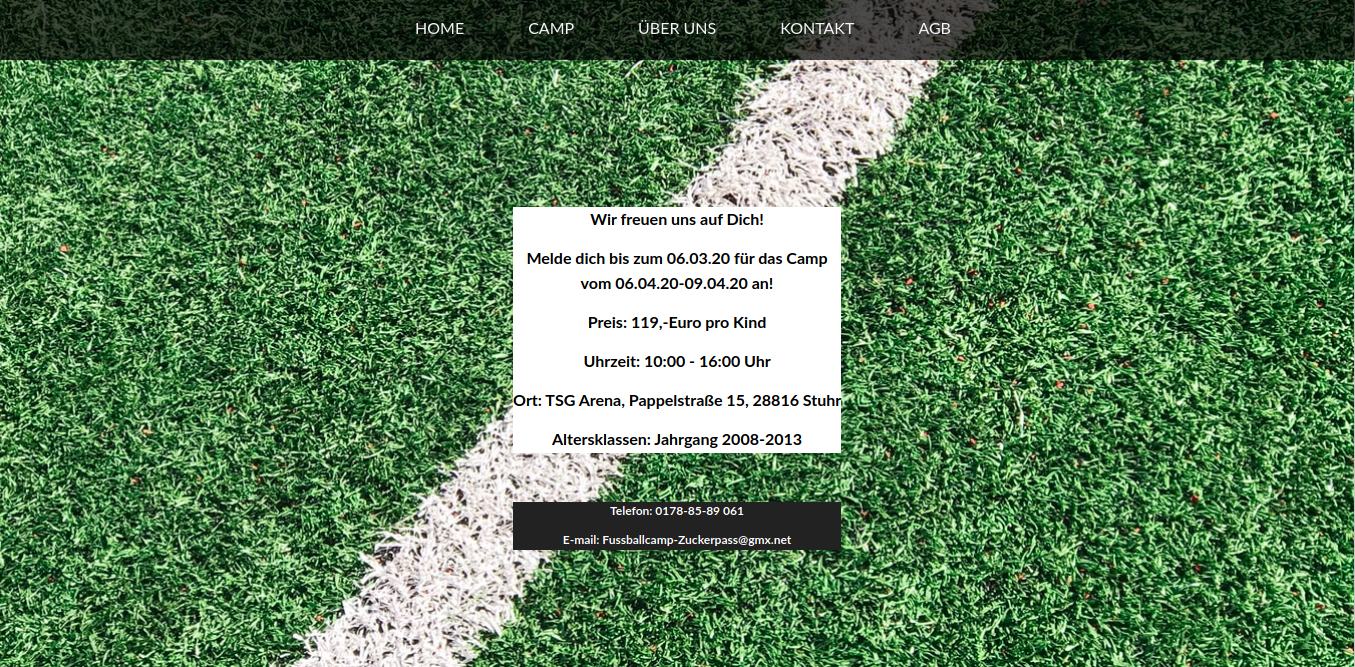 HOME CAMP ÜBER UNS KONTAKT AGB
Wir freuen uns auf Dich!
Melde dich bis zum 06.03.20 für das Camp
vom 06.04.20-09.04.20 an!
Preis: 119,-Euro pro Kind
Uhrzeit: 10:00 - 16:00 Uhr
Ort: TSG Arena, Pappelstraße 15, 28816 Stuhr
Altersklassen: Jahrgang 2008-2013
Telefon: 0178-85-89 061
E-mail: Fussballcamp-Zuckerpass@gmx.net